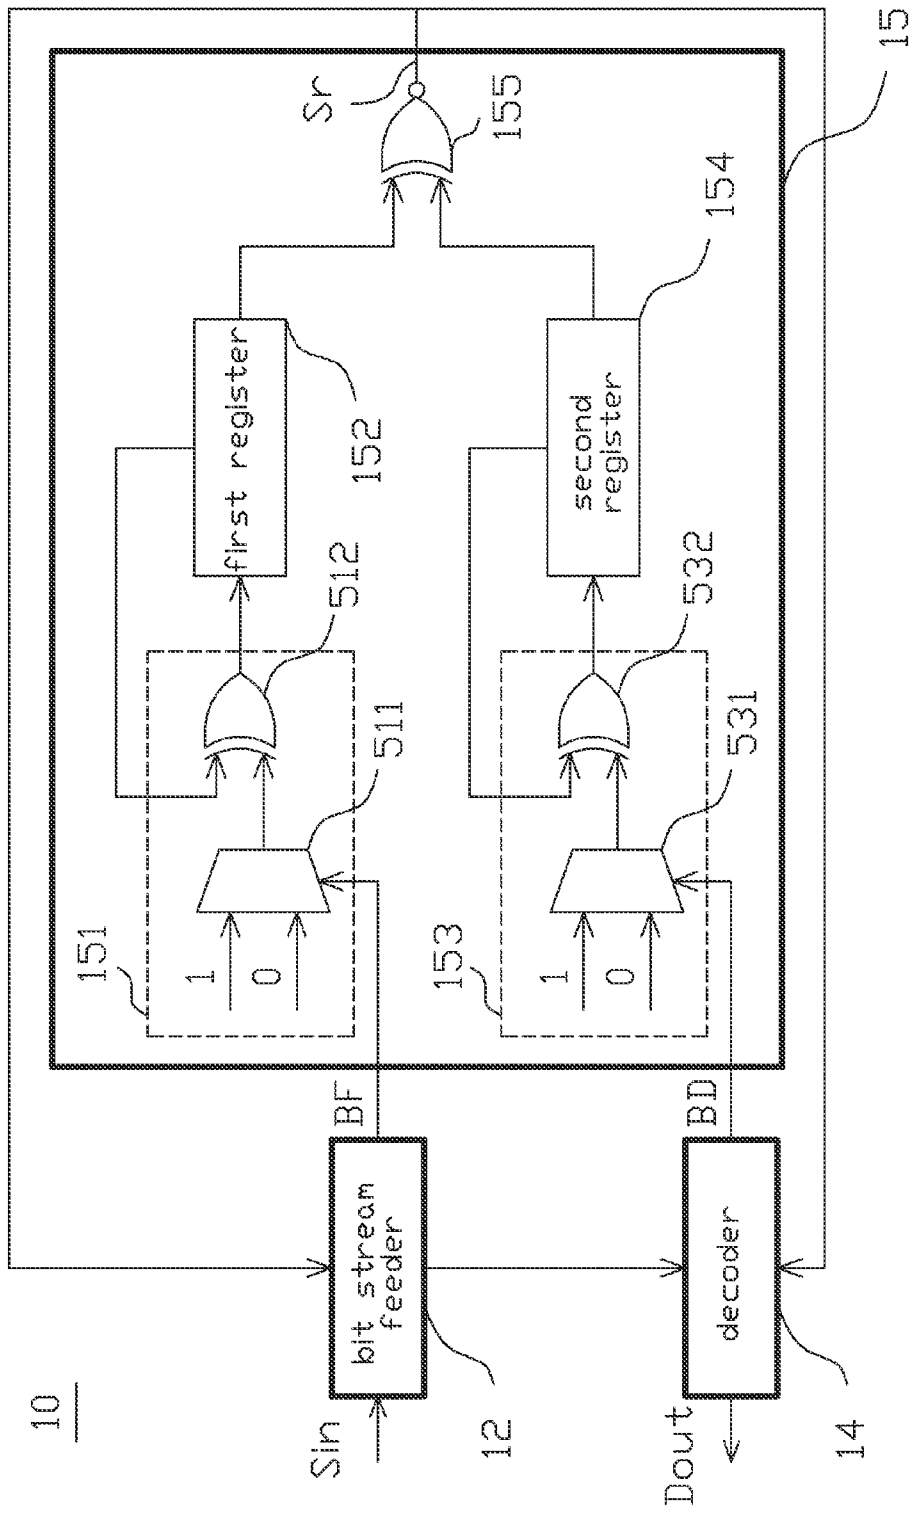 10
Sin
bit stream
feeder
12
BF
Dout
decoder
14
BD
151
1
0
511
512
first register
152
153
1
0
531
532
second
register
154
Sr
155
15